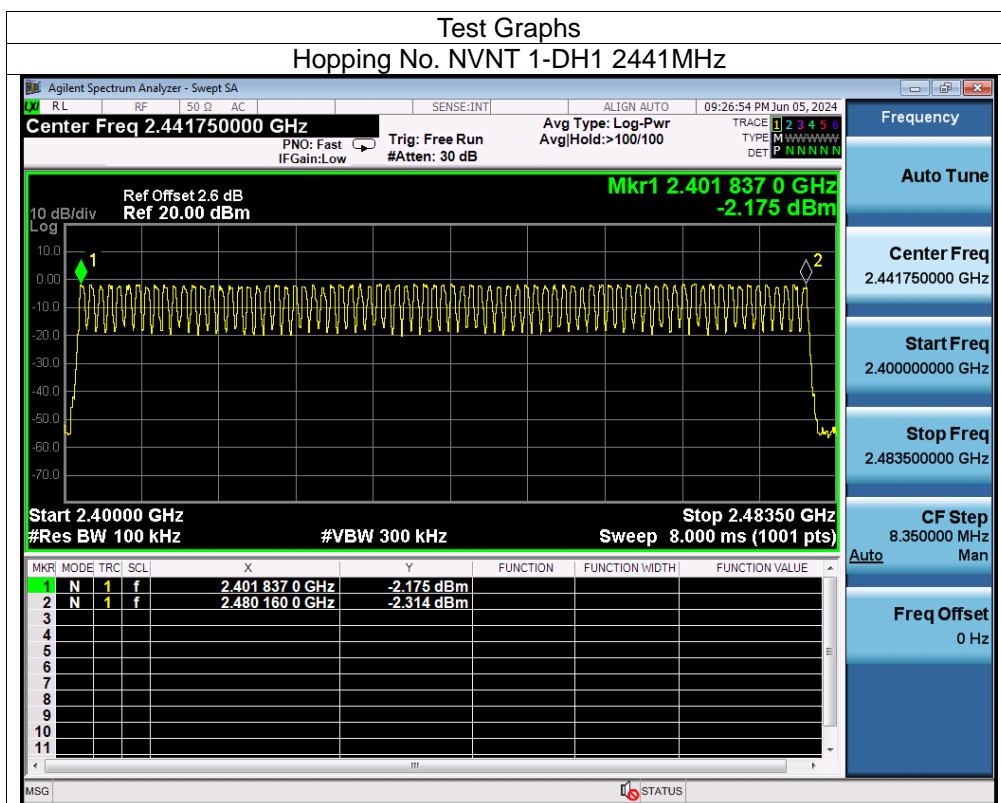 Test Graphs
Hopping No. NVNT 1-DH1 2441MHz
Agilent Spectrum Analyzer - Swept SA
LXI RL RF 50 Ω AC SENSE:INT ALIGN AUTO 09:26:54 PM Jun 05, 2024
Center Freq 2.441750000 GHz
PNO: Fast
IFGain:Low
Trig: Free Run
#Atten: 30 dB
Avg Type: Log-Pwr
Avg|Hold:>100/100
TRACE 1 2 3 4 5 6
TYPE M WWWWW
DET P N N N N N
Ref Offset 2.6 dB
10 dB/div Ref 20.00 dBm
Log
Mkr1 2.401 837 0 GHz
-2.175 dBm
10.0
0.00
-10.0
-20.0
-30.0
-40.0
-50.0
-60.0
-70.0
1
2
Start 2.40000 GHz Stop 2.48350 GHz
#Res BW 100 kHz #VBW 300 kHz Sweep 8.000 ms (1001 pts)
MKR MODE TRC SCL X Y FUNCTION FUNCTION WIDTH FUNCTION VALUE
1 N 1 f 2.401 837 0 GHz -2.175 dBm
2 N 1 f 2.480 160 0 GHz -2.314 dBm
3
4
5
6
7
8
9
10
11
MSG STATUS
Frequency
Auto Tune
Center Freq
2.441750000 GHz
Start Freq
2.400000000 GHz
Stop Freq
2.483500000 GHz
CF Step
8.350000 MHz
Auto Man
Freq Offset
0 Hz